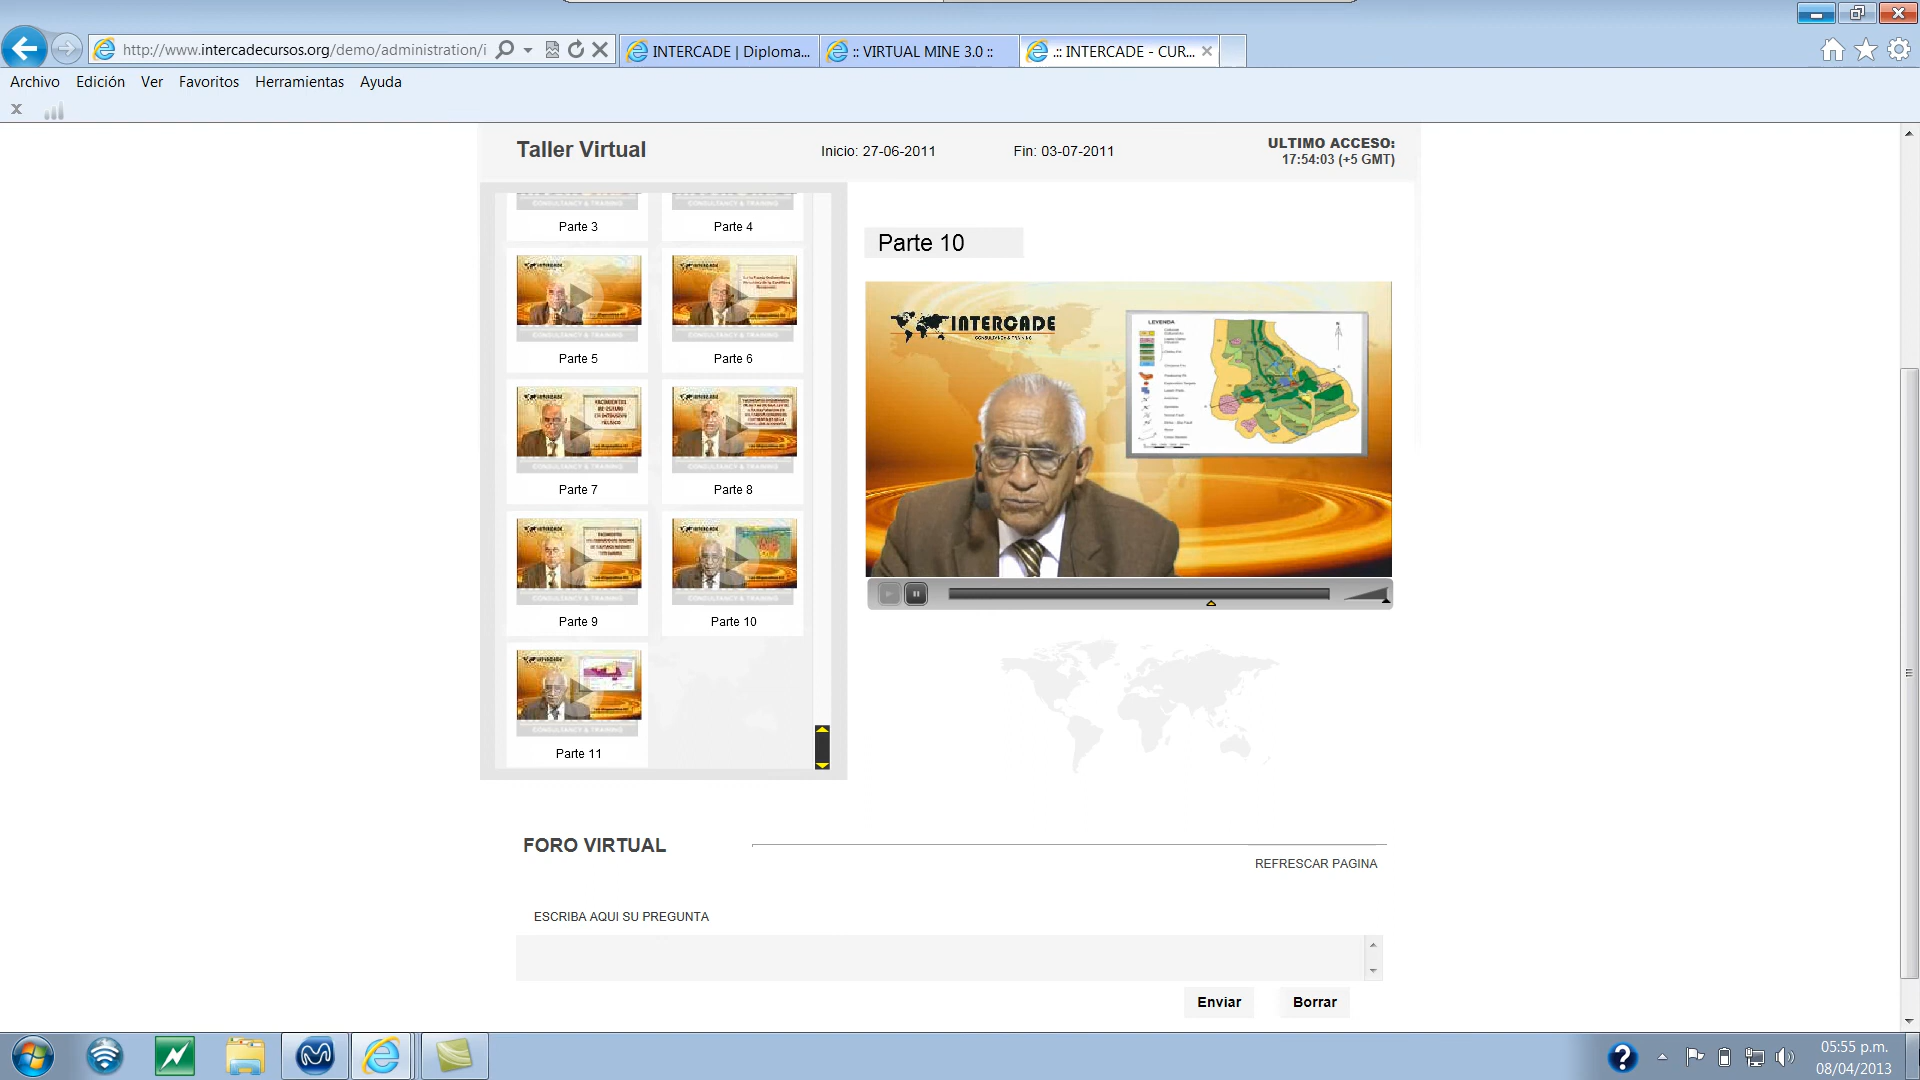 http://www.intercadecursos.org/demo/administration/i
INTERCADE | Diploma...
:: VIRTUAL MINE 3.0 ::
.:: INTERCADE - CUR...
Archivo
Edición
Ver
Favoritos
Herramientas
Ayuda
Taller Virtual
Inicio: 27-06-2011
Fin: 03-07-2011
ULTIMO ACCESO:
17:54:03 (+5 GMT)
Parte 3
Parte 4
Parte 5
Parte 6
Parte 7
Parte 8
Parte 9
Parte 10
Parte 11
Parte 10
INTERCADE
CONSULTANCY & TRAINING
LEYENDA
FORO VIRTUAL
REFRESCAR PAGINA
ESCRIBA AQUI SU PREGUNTA
Enviar
Borrar
05:55 p.m.
08/04/2013